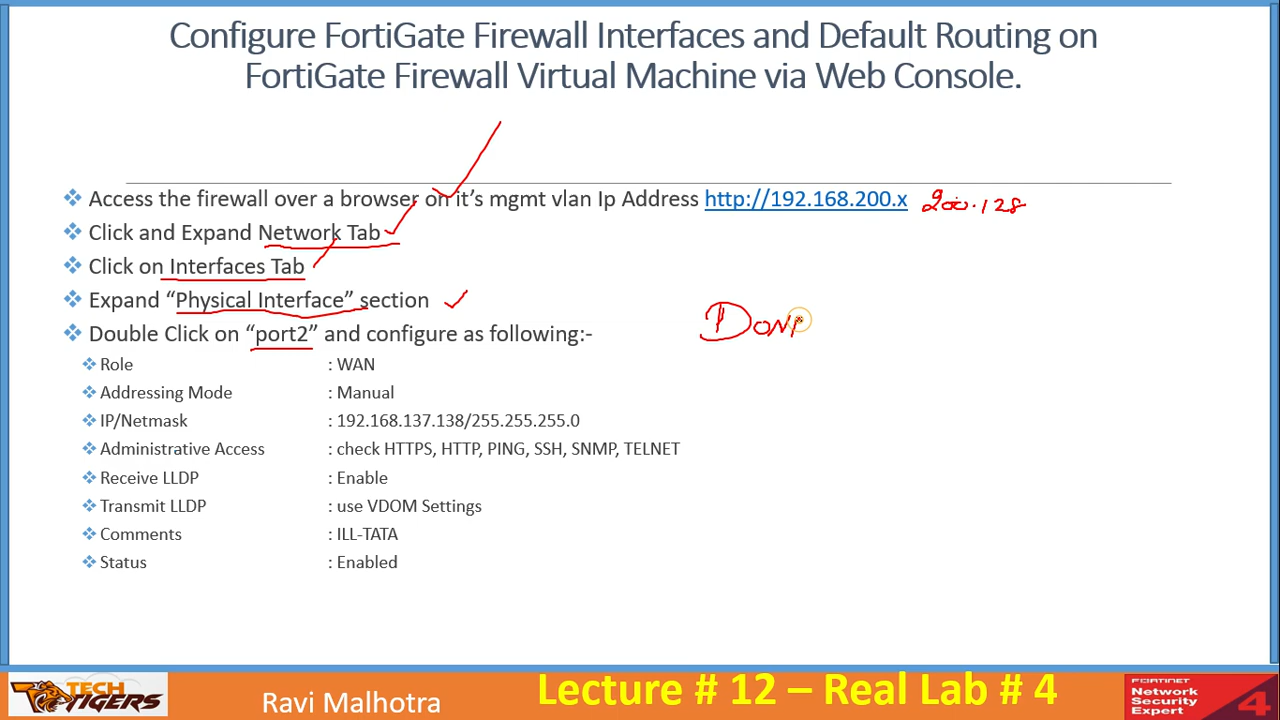 Configure FortiGate Firewall Interfaces and Default Routing on
FortiGate Firewall Virtual Machine via Web Console.
Access the firewall over a browser on it's mgmt vlan Ip Address http://192.168.200.x 200.128
Click and Expand Network Tab
Click on Interfaces Tab
Expand “Physical Interface” section
Double Click on “port2” and configure as following:-
Role : WAN
Addressing Mode : Manual
IP/Netmask : 192.168.137.138/255.255.255.0
Administrative Access : check HTTPS, HTTP, PING, SSH, SNMP, TELNET
Receive LLDP : Enable
Transmit LLDP : use VDOM Settings
Comments : ILL-TATA
Status : Enabled
TECH
TIGERS
Ravi Malhotra
Lecture # 12 – Real Lab # 4
FORTINET
Network
Security
Expert 4